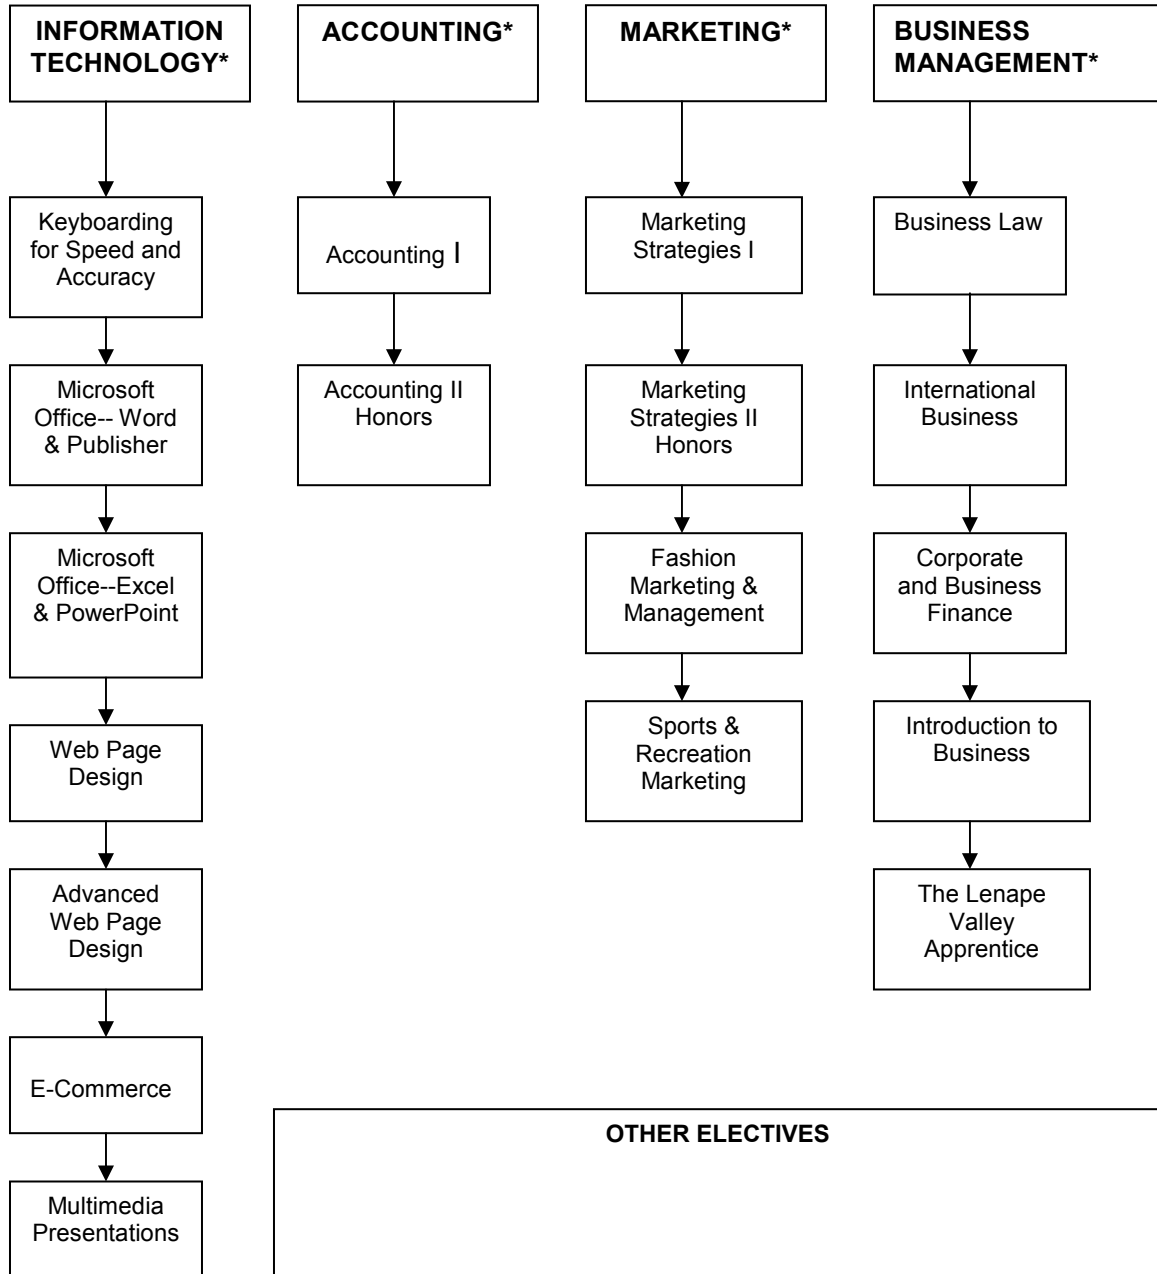 INFORMATION
TECHNOLOGY*
Keyboarding
for Speed and
Accuracy
Microsoft
Office-- Word
& Publisher
Microsoft
Office--Excel
& PowerPoint
Web Page
Design
Advanced
Web Page
Design
E-Commerce
Multimedia
Presentations
ACCOUNTING*
Accounting I
Accounting II
Honors
MARKETING*
Marketing
Strategies I
Marketing
Strategies II
Honors
Fashion
Marketing &
Management
Sports &
Recreation
Marketing
BUSINESS
MANAGEMENT*
Business Law
International
Business
Corporate
and Business
Finance
Introduction to
Business
The Lenape
Valley
Apprentice
OTHER ELECTIVES